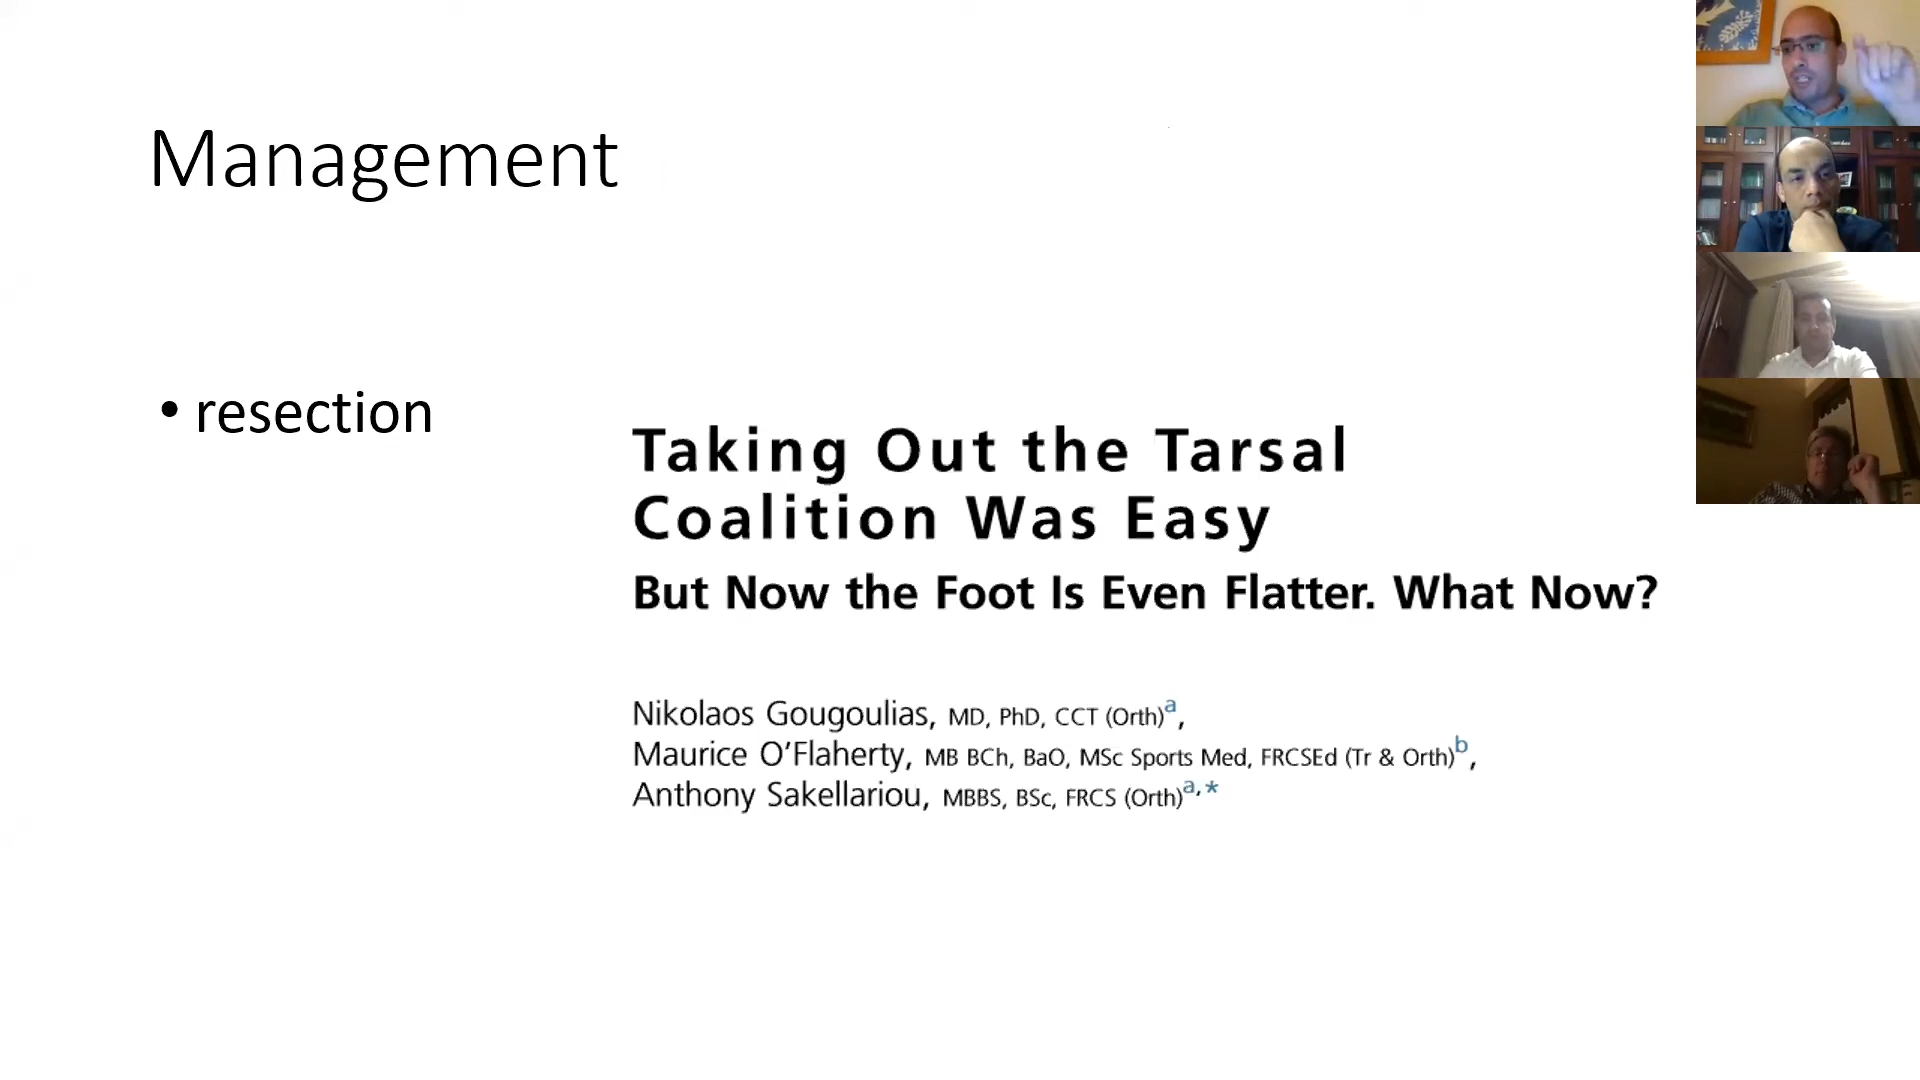 Management
• resection
Taking Out the Tarsal
Coalition Was Easy
But Now the Foot Is Even Flatter. What Now?
Nikolaos Gougoulias, MD, PhD, CCT (Orth)a,
Maurice O'Flaherty, MB BCh, BaO, MSc Sports Med, FRCSEd (Tr & Orth)b,
Anthony Sakellariou, MBBS, BSc, FRCS (Orth)a,*